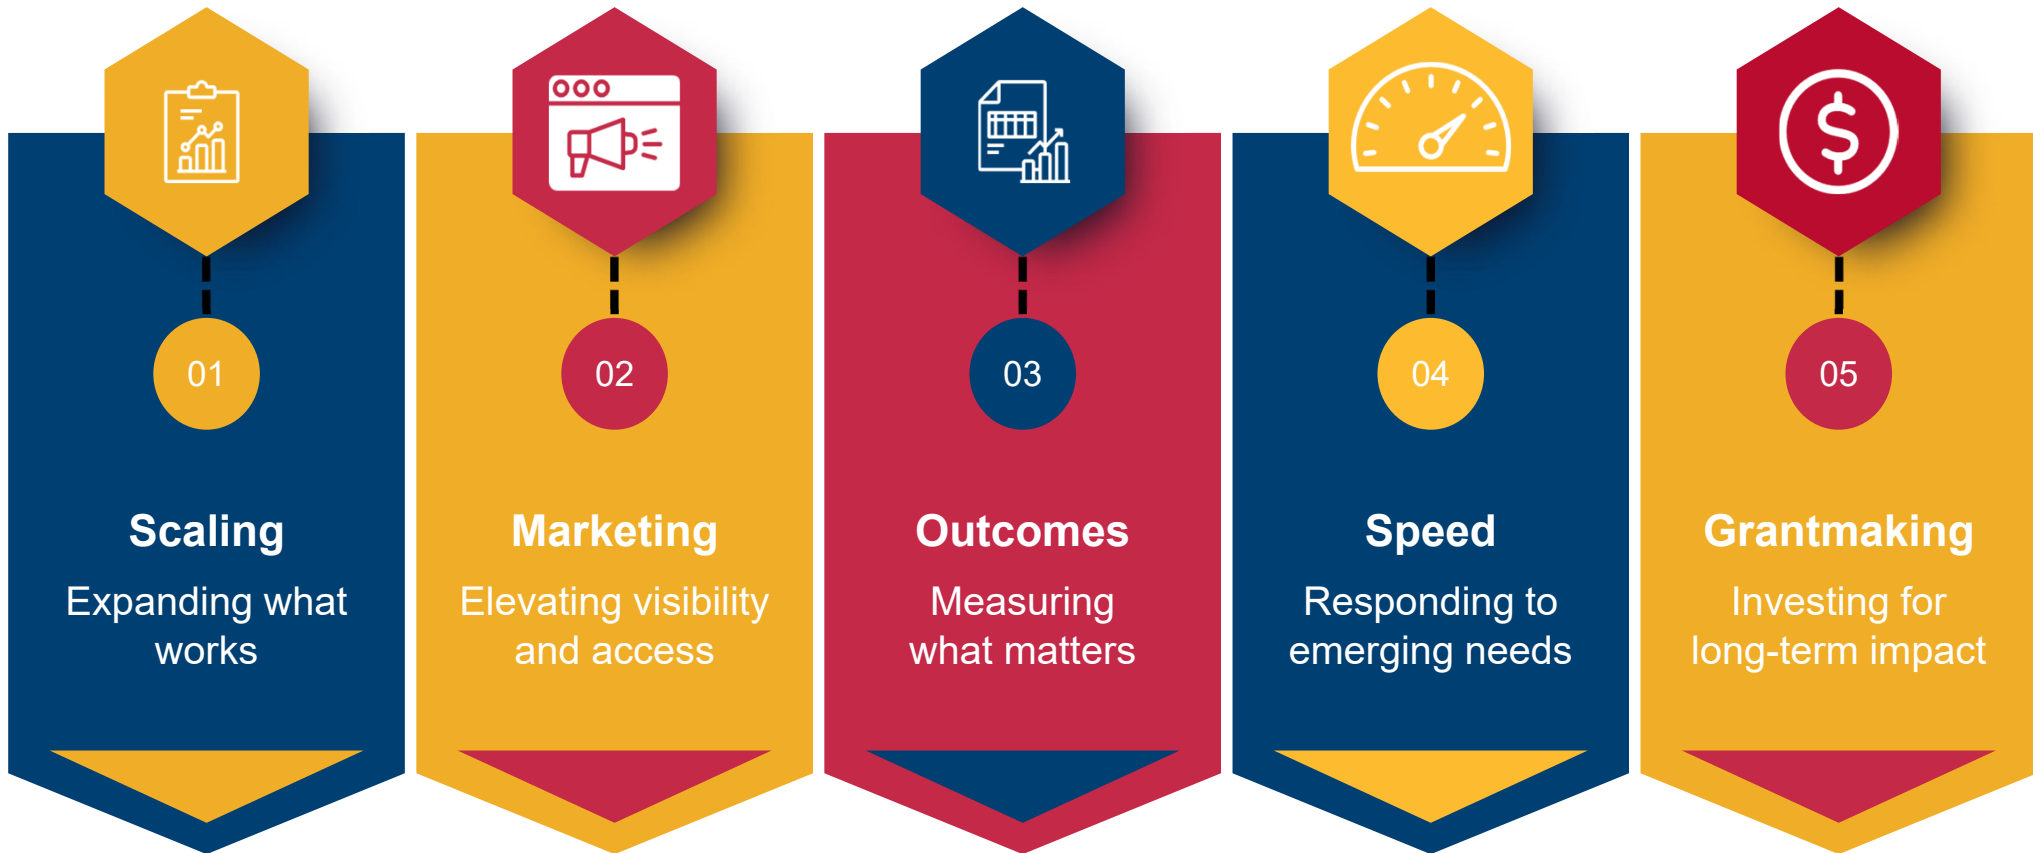 01
Scaling
Expanding what
works
02
Marketing
Elevating visibility
and access
03
Outcomes
Measuring
what matters
04
Speed
Responding to
emerging needs
$
05
Grantmaking
Investing for
long-term impact